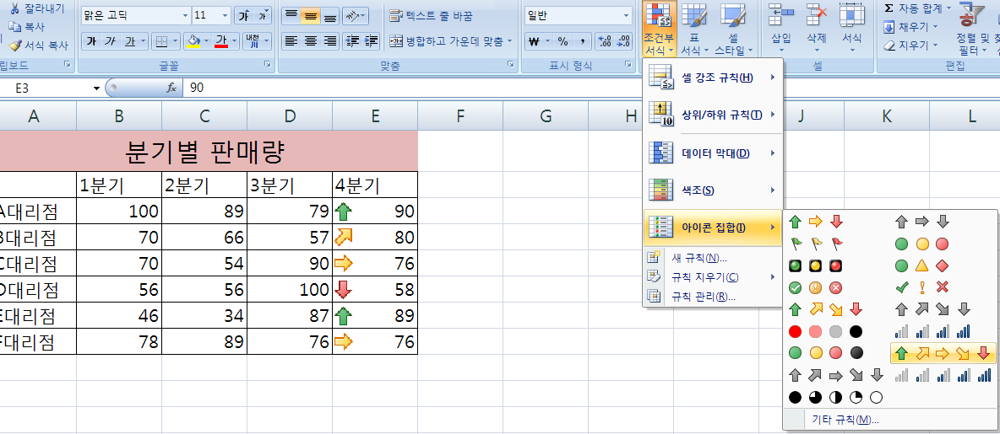 잘라내기
복사
서식 복사
맑은 고딕 11
가 가
가 가 가
가 내천
텍스트 줄 바꿈
병합하고 가운데 맞춤
일반
₩ % ,
조건부 서식
표 서식
셀 스타일
삽입
삭제
서식
Σ 자동 합계
채우기
지우기
정렬 및 필터
립보드
글꼴
맞춤
표시 형식
셀
편집
E3 fx 90
A B C D E F G H J K L
분기별 판매량
1분기 2분기 3분기 4분기
A대리점 100 89 79 90
B대리점 70 66 57 80
C대리점 70 54 90 76
D대리점 56 56 100 58
E대리점 46 34 87 89
F대리점 78 89 76 76
셀 강조 규칙(H)
상위/하위 규칙(T)
데이터 막대(D)
색조(S)
아이콘 집합(I)
새 규칙(N)...
규칙 지우기(C)
규칙 관리(R)...
기타 규칙(M)...